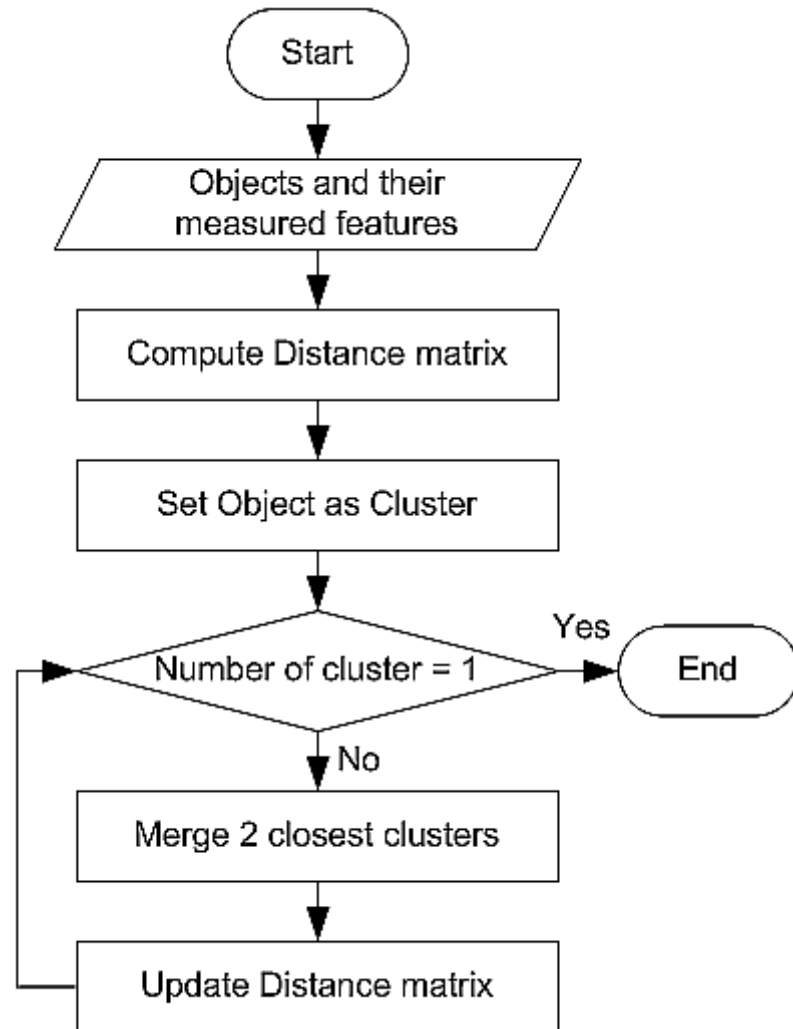 Start
Objects and their
measured features
Compute Distance matrix
Set Object as Cluster
Number of cluster = 1
Yes
End
No
Merge 2 closest clusters
Update Distance matrix